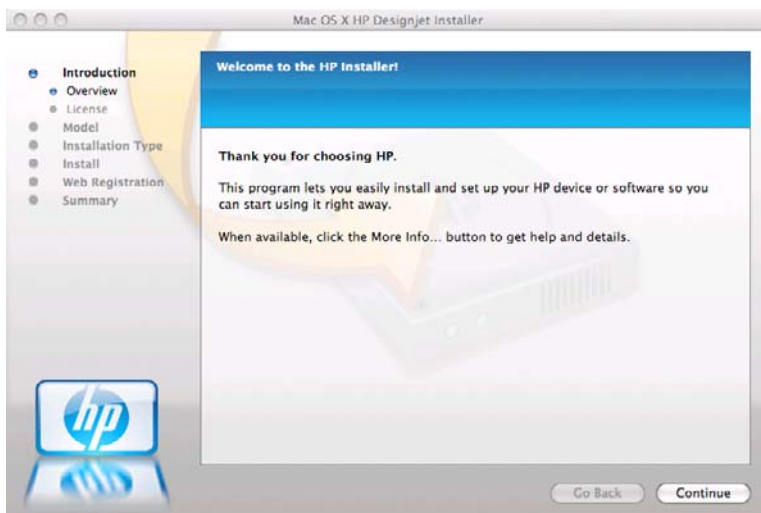 Mac OS X HP Designjet Installer
Introduction
Overview
License
Model
Installation Type
Install
Web Registration
Summary
Welcome to the HP Installer!
Thank you for choosing HP.
This program lets you easily install and set up your HP device or software so you
can start using it right away.
When available, click the More Info... button to get help and details.
hp
Go Back
Continue